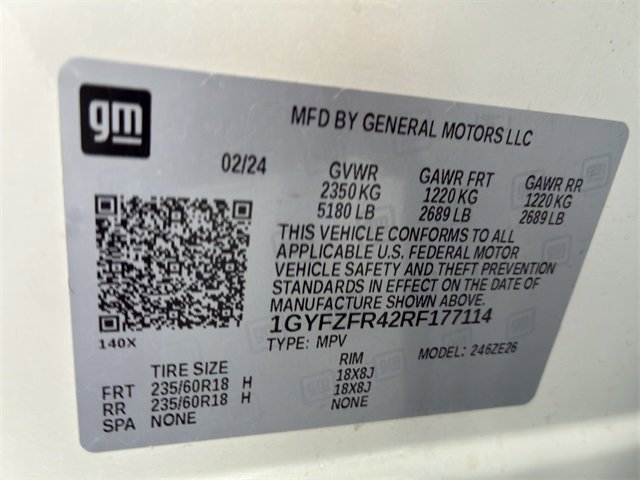 gm
MFD BY GENERAL MOTORS LLC
02/24 GVWR GAWR FRT GAWR RR
2350 KG 1220 KG 1220 KG
5180 LB 2689 LB 2689 LB
THIS VEHICLE CONFORMS TO ALL
APPLICABLE U.S. FEDERAL MOTOR
VEHICLE SAFETY AND THEFT PREVENTION
STANDARDS IN EFFECT ON THE DATE OF
MANUFACTURE SHOWN ABOVE.
1GYFZFR42RF177114
140X
TYPE: MPV MODEL: 246ZE26
TIRE SIZE RIM
FRT 235/60R18 H 18X8J
RR 235/60R18 H 18X8J
SPA NONE NONE